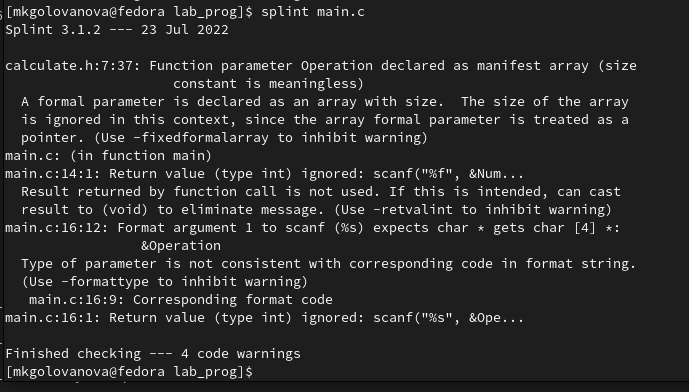 [mkgolovanova@fedora lab_prog]$ splint main.c
Splint 3.1.2 --- 23 Jul 2022

calculate.h:7:37: Function parameter Operation declared as manifest array (size
                     constant is meaningless)
  A formal parameter is declared as an array with size.  The size of the array
  is ignored in this context, since the array formal parameter is treated as a
  pointer. (Use -fixedformalarray to inhibit warning)
main.c: (in function main)
main.c:14:1: Return value (type int) ignored: scanf("%f", &Num...
  Result returned by function call is not used. If this is intended, can cast
  result to (void) to eliminate message. (Use -retvalint to inhibit warning)
main.c:16:12: Format argument 1 to scanf (%s) expects char * gets char [4] *:
                 &Operation
  Type of parameter is not consistent with corresponding code in format string.
  (Use -formattype to inhibit warning)
   main.c:16:9: Corresponding format code
main.c:16:1: Return value (type int) ignored: scanf("%s", &Ope...

Finished checking --- 4 code warnings
[mkgolovanova@fedora lab_prog]$